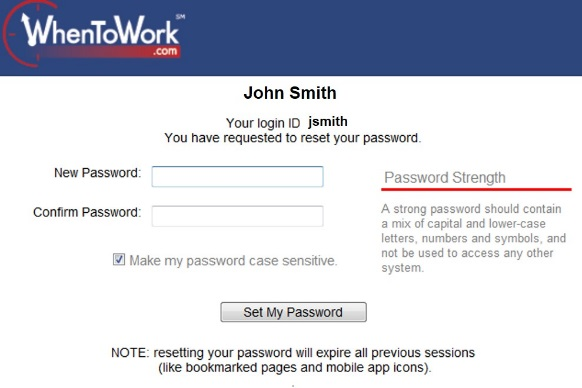 WhenToWork SM
.com
John Smith
Your login ID jsmith
You have requested to reset your password.
New Password:
Password Strength
Confirm Password:
A strong password should contain
a mix of capital and lower-case
letters, numbers and symbols, and
not be used to access any other
system.
Make my password case sensitive.
Set My Password
NOTE: resetting your password will expire all previous sessions
(like bookmarked pages and mobile app icons).